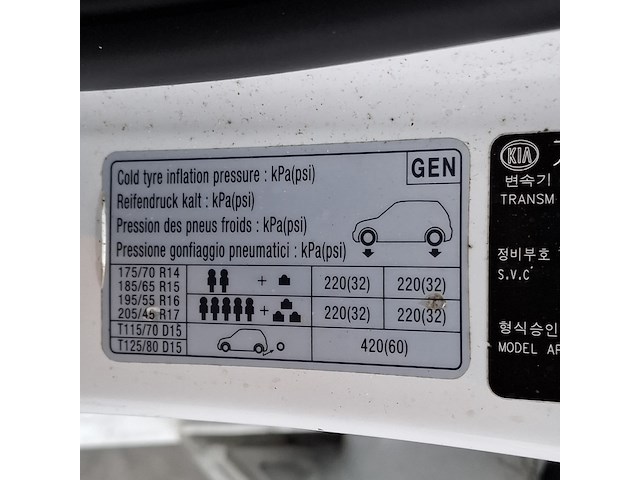 GEN
Cold tyre inflation pressure : kPa(psi)
Reifendruck kalt : kPa(psi)
Pression des pneus froids : kPa(psi)
Pressione gonfiaggio pneumatici : kPa(psi)
175/70 R14
185/65 R15
+
220(32) 220(32)
195/55 R16
205/45 R17
+
220(32) 220(32)
T115/70 D15
T125/80 D15
420(60)
KIA
변속기
TRANSM
정비부호
S.V.C
형식승인
MODEL AP